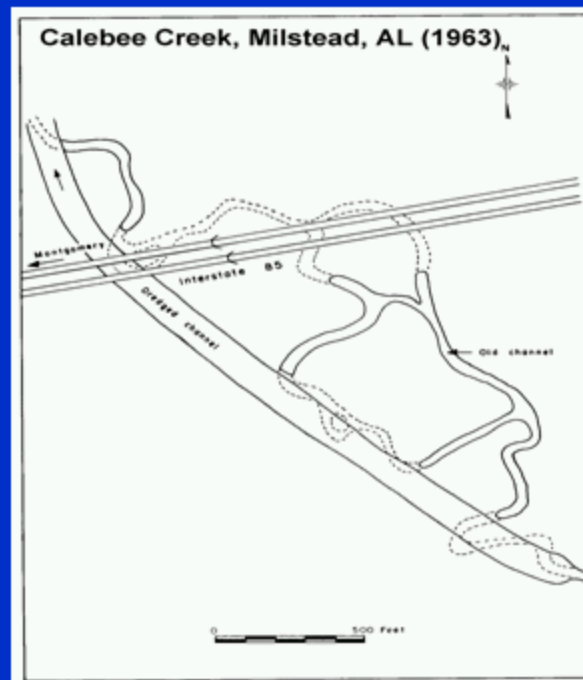 Calebee Creek, Milstead, AL (1963)
N
Montgomery
Interstate 85
Dredged channel
Old channel
0 500 Feet